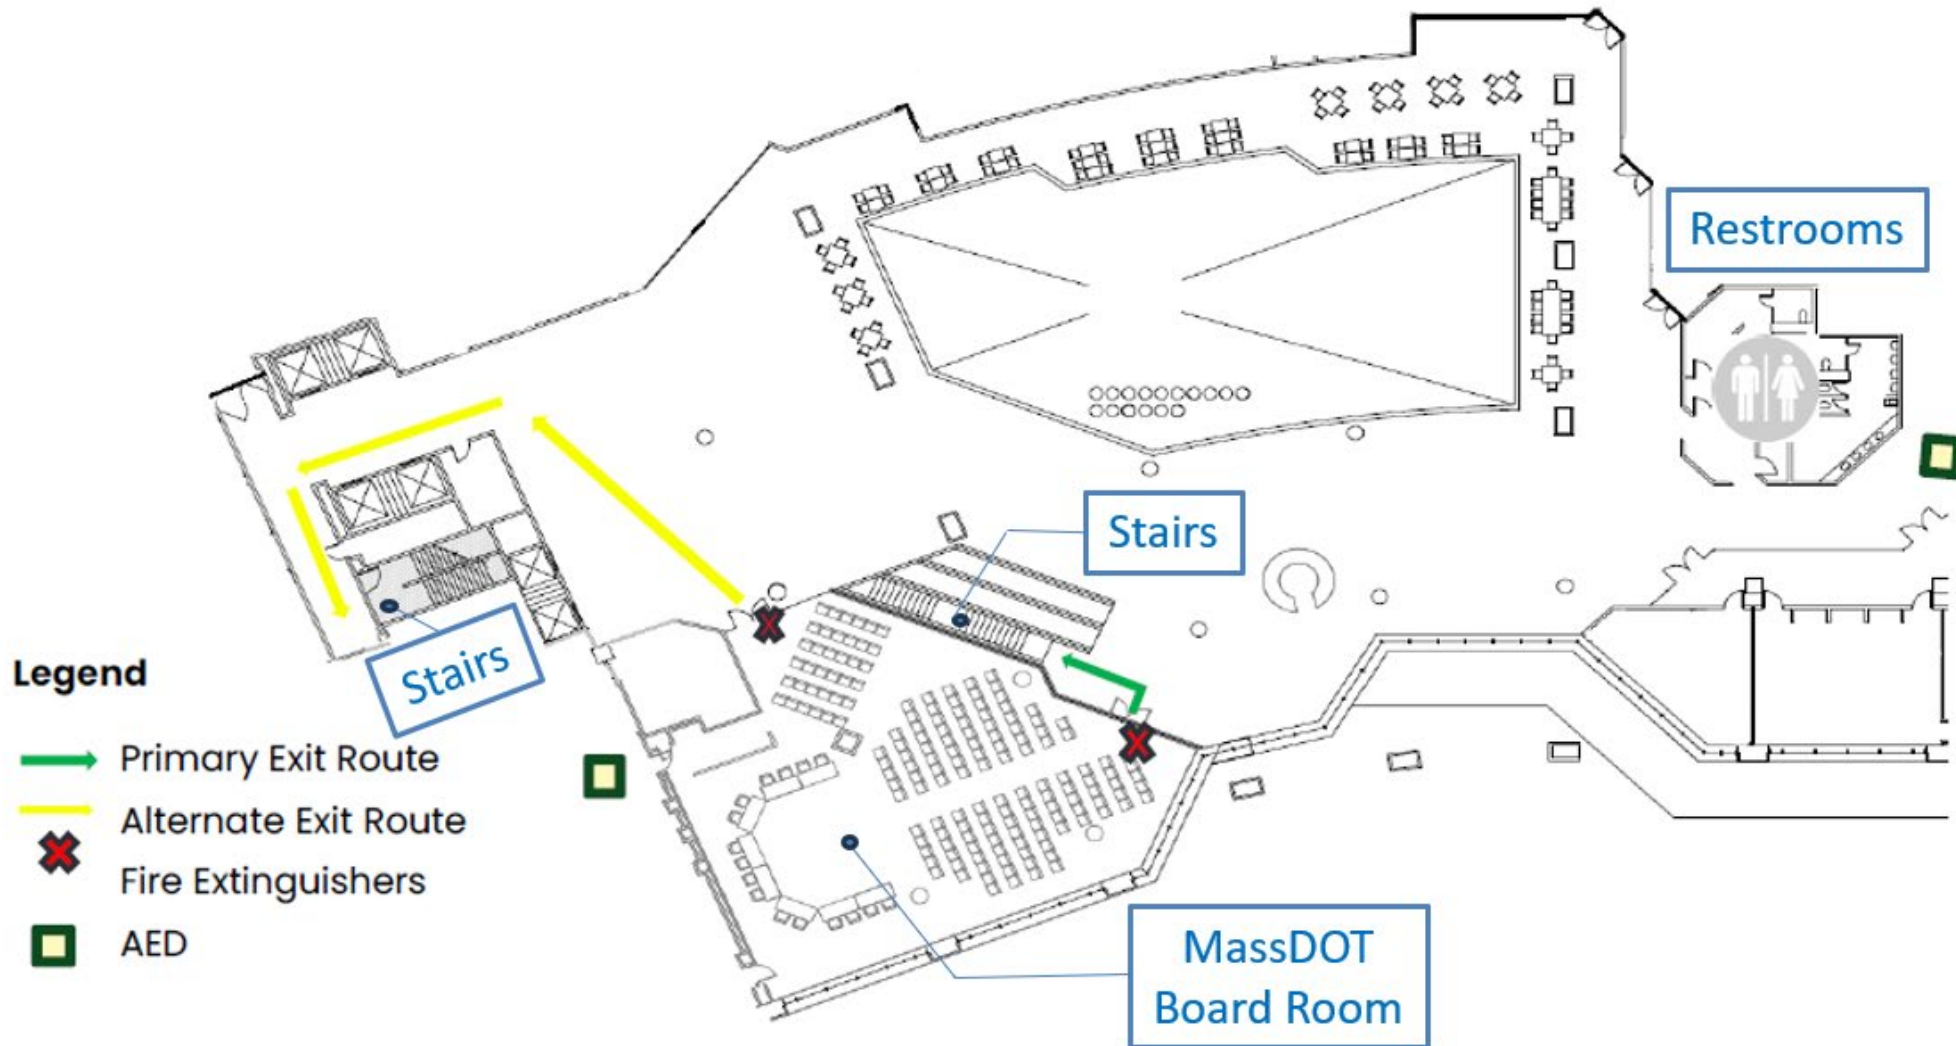 Restrooms
Stairs
Stairs
Legend
Primary Exit Route
Alternate Exit Route
Fire Extinguishers
AED
MassDOT
Board Room